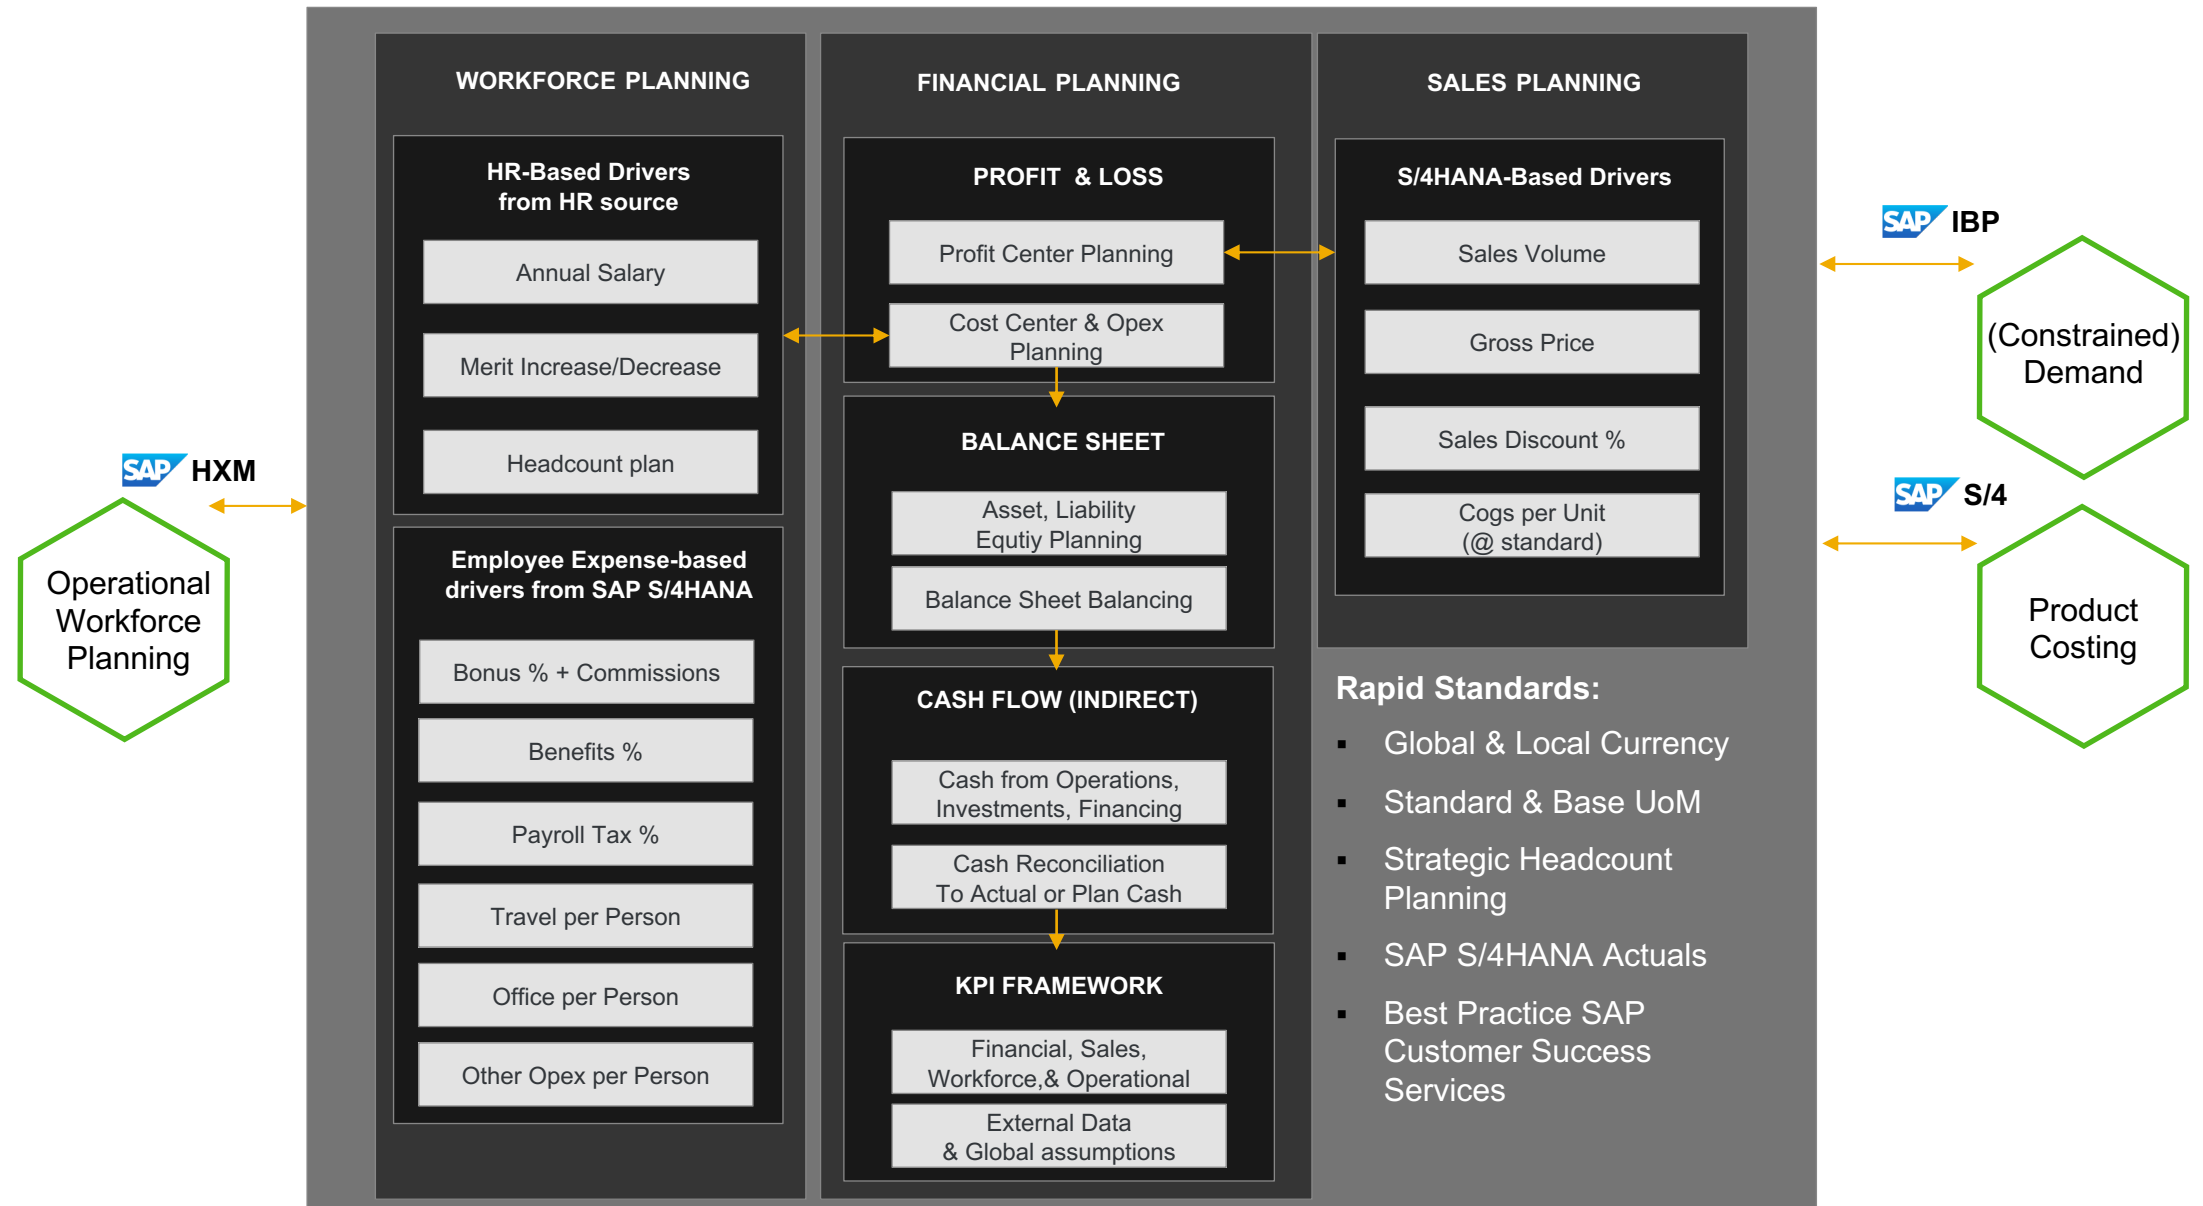 WORKFORCE PLANNING
HR-Based Drivers
from HR source
Annual Salary
Merit Increase/Decrease
Headcount plan
Employee Expense-based
drivers from SAP S/4HANA
Bonus % + Commissions
Benefits %
Payroll Tax %
Travel per Person
Office per Person
Other Opex per Person
FINANCIAL PLANNING
PROFIT & LOSS
Profit Center Planning
Cost Center & Opex
Planning
BALANCE SHEET
Asset, Liability
Equtiy Planning
Balance Sheet Balancing
CASH FLOW (INDIRECT)
Cash from Operations,
Investments, Financing
Cash Reconciliation
To Actual or Plan Cash
KPI FRAMEWORK
Financial, Sales,
Workforce,& Operational
External Data
& Global assumptions
SALES PLANNING
S/4HANA-Based Drivers
Sales Volume
Gross Price
Sales Discount %
Cogs per Unit
(@ standard)
Rapid Standards:
▪ Global & Local Currency
▪ Standard & Base UoM
▪ Strategic Headcount
Planning
▪ SAP S/4HANA Actuals
▪ Best Practice SAP
Customer Success
Services
SAP HXM
Operational
Workforce
Planning
SAP IBP
(Constrained)
Demand
SAP S/4
Product
Costing